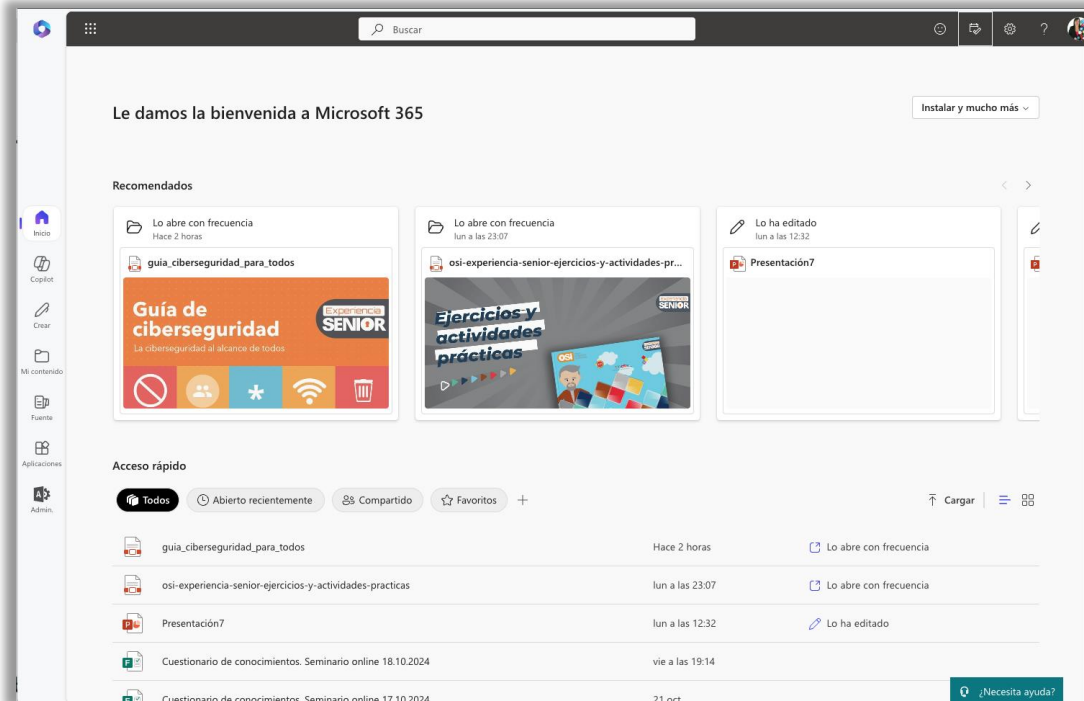 Buscar
?
Le damos la bienvenida a Microsoft 365
Instalar y mucho más
Recomendados
Inicio
Copilot
Crear
Mi contenido
Fuente
Aplicaciones
Admin.
Lo abre con frecuencia
Hace 2 horas
guia_ciberseguridad_para_todos
Guía de
ciberseguridad
La ciberseguridad al alcance de todos
Experiencia
SENIOR
Lo abre con frecuencia
lun a las 23:07
osi-experiencia-senior-ejercicios-y-actividades-pr...
Ejercicios y
actividades
prácticas
SENIOR
OSI
Lo ha editado
lun a las 12:32
Presentación7
Acceso rápido
Todos
Abierto recientemente
Compartido
Favoritos
Cargar
guia_ciberseguridad_para_todos Hace 2 horas Lo abre con frecuencia
osi-experiencia-senior-ejercicios-y-actividades-practicas lun a las 23:07 Lo abre con frecuencia
Presentación7 lun a las 12:32 Lo ha editado
Cuestionario de conocimientos. Seminario online 18.10.2024 vie a las 19:14
Cuestionario de conocimientos. Seminario online 17.10.2024 21 oct
¿Necesita ayuda?